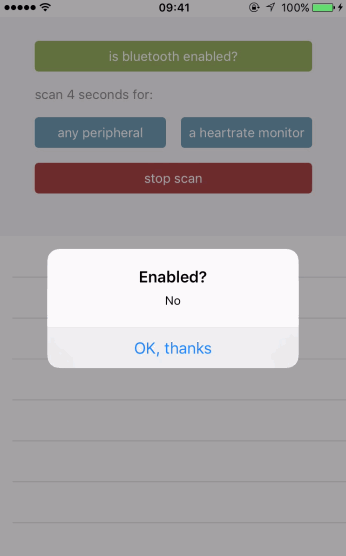 09:41 100%
is bluetooth enabled?
scan 4 seconds for:
any peripheral a heartrate monitor
stop scan
Enabled?
No
OK, thanks